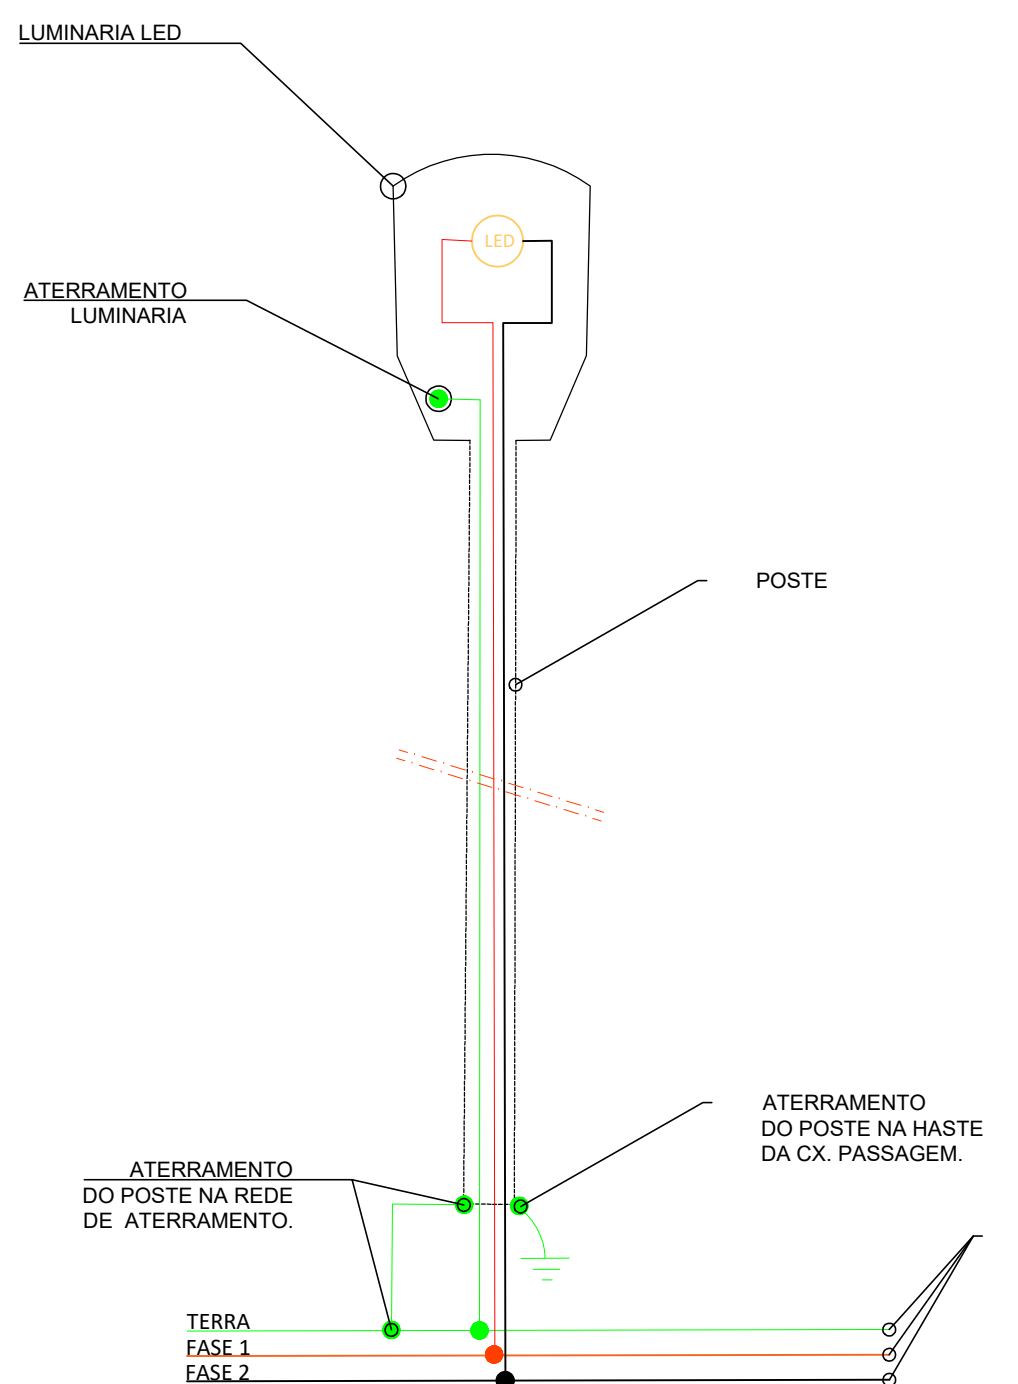 LUMINARIA LED
LED
ATERRAMENTO
LUMINARIA
POSTE
ATERRAMENTO
DO POSTE NA HASTE
DA CX. PASSAGEM.
ATERRAMENTO
DO POSTE NA REDE
DE ATERRAMENTO.
TERRA
FASE 1
FASE 2